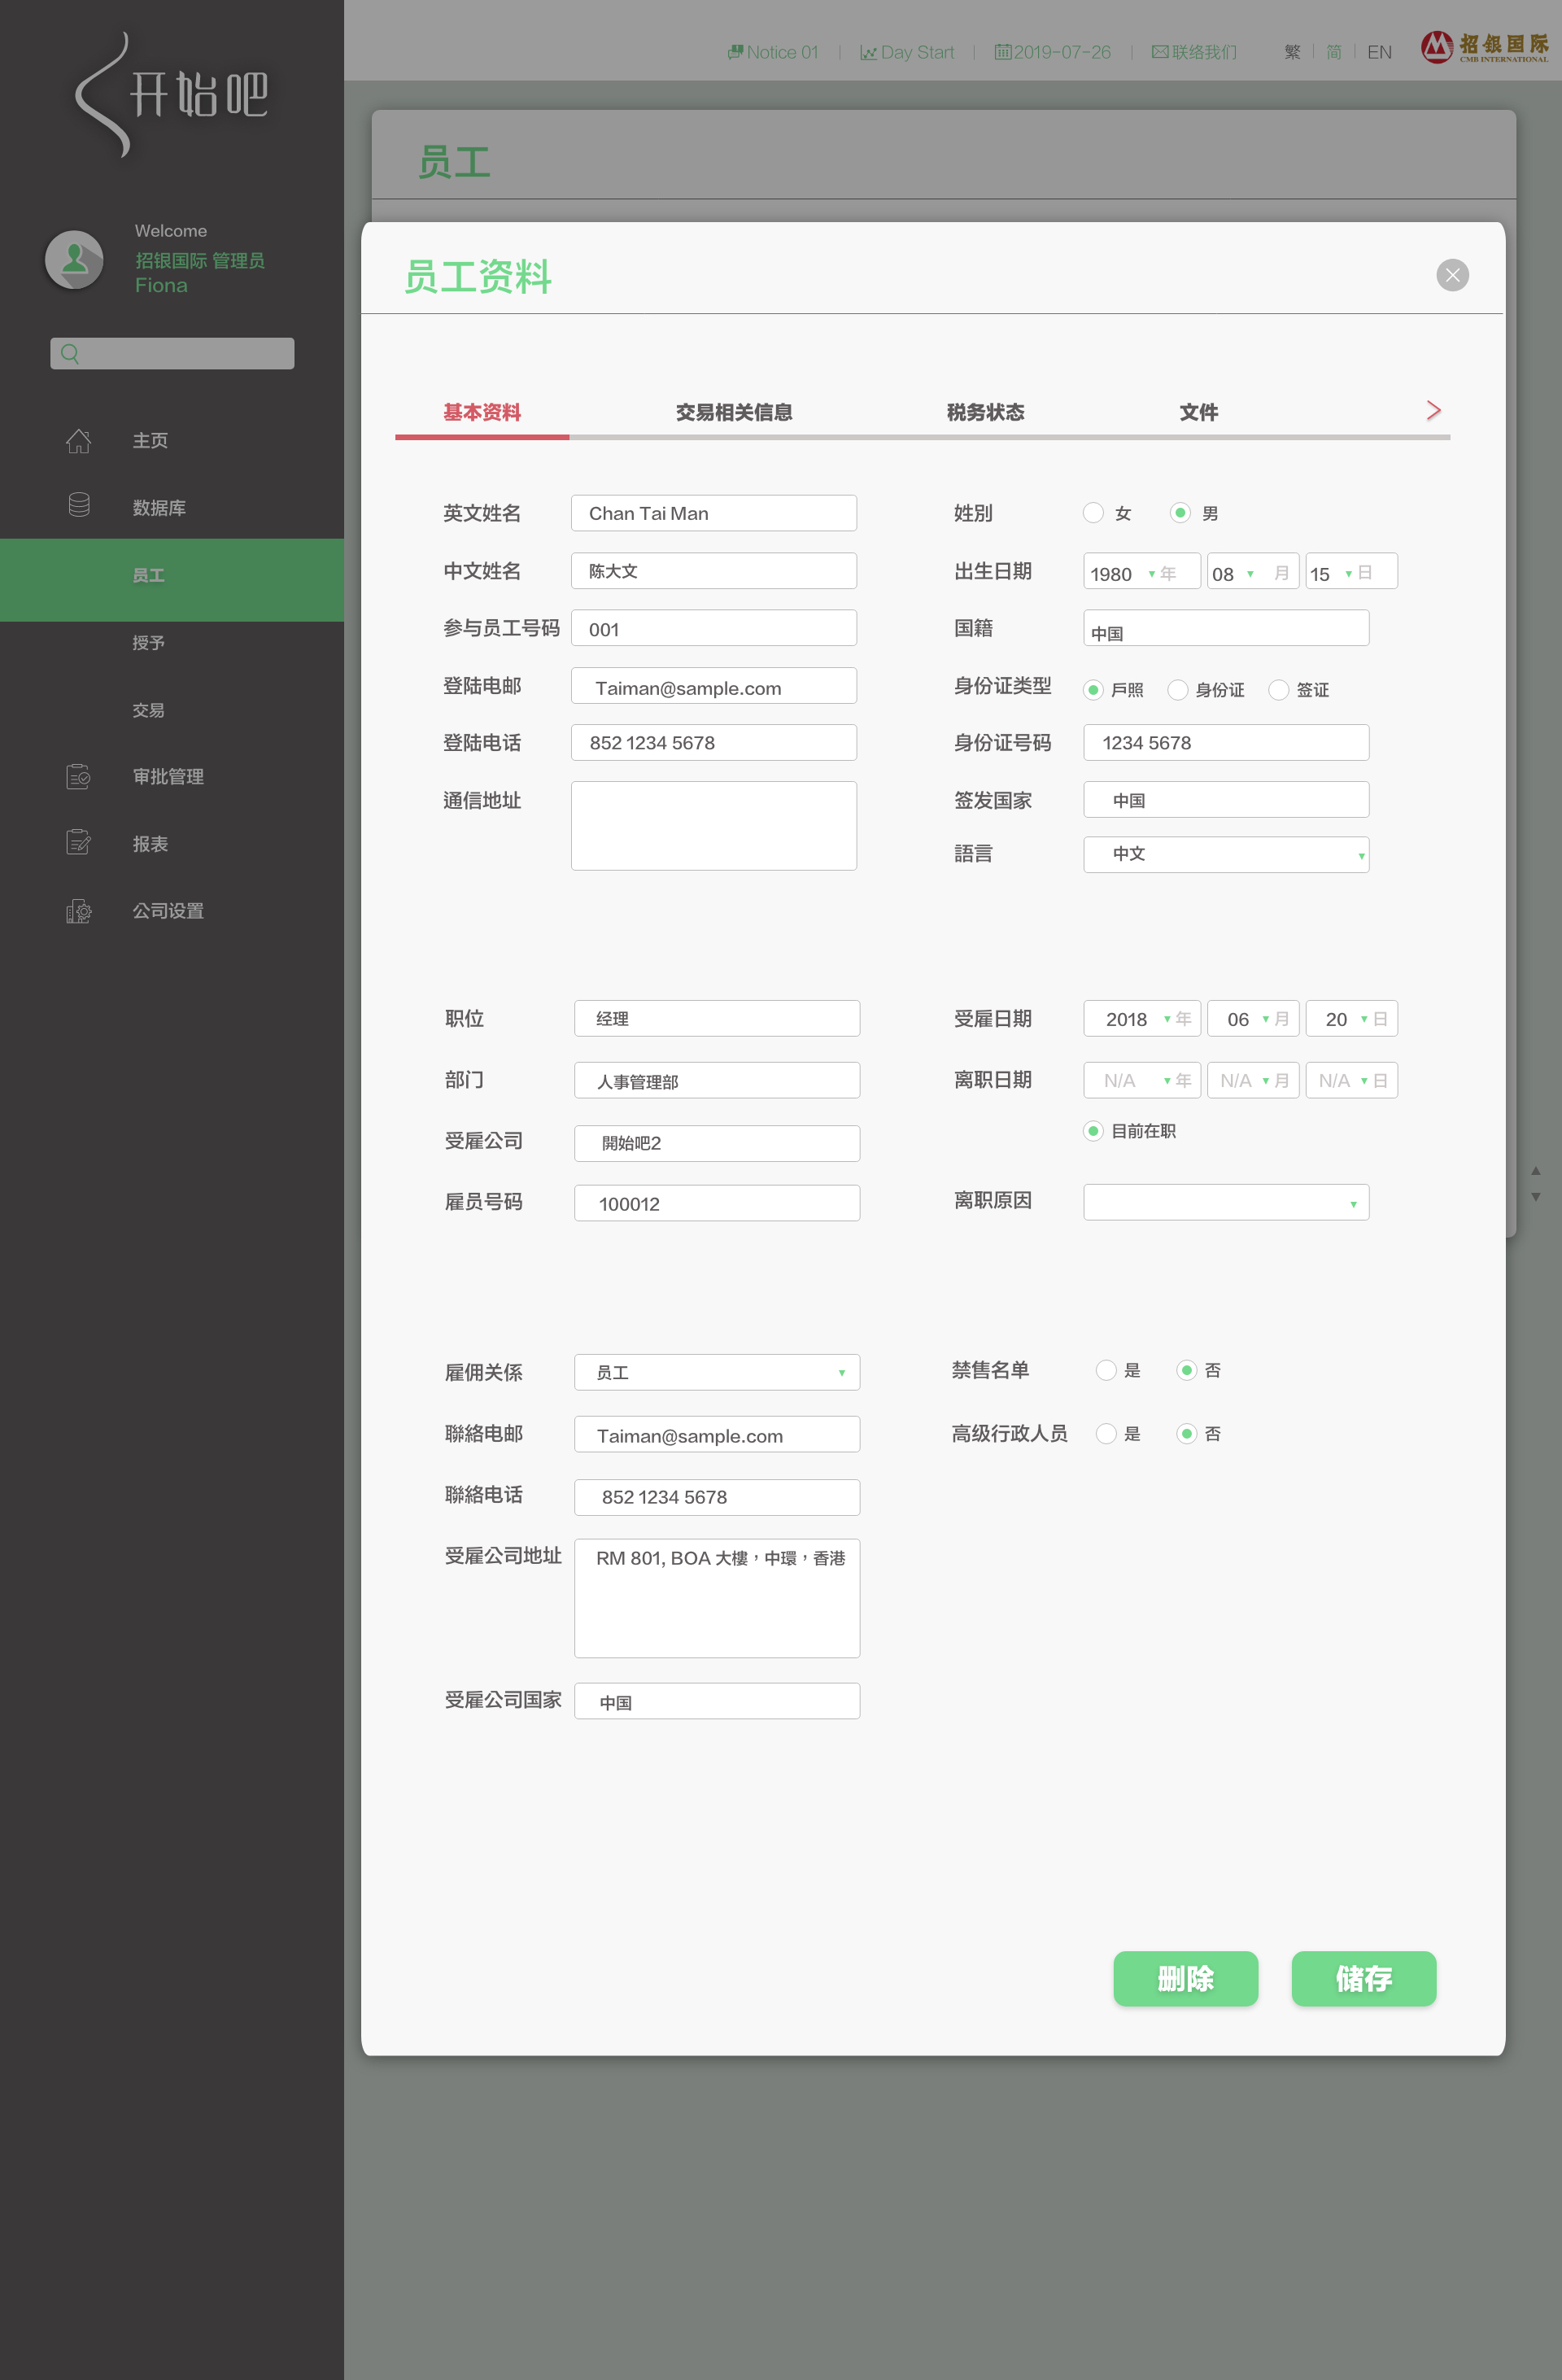 开始吧
Welcome
招银国际 管理员
Fiona
主页
数据库
员工
授予
交易
审批管理
报表
公司设置
Notice 01 Day Start 2019-07-26 联络我们 繁 简 EN 招银国际
CMB INTERNATIONAL
员工
员工资料
基本资料 交易相关信息 税务状态 文件
英文姓名 Chan Tai Man 姓別 女 男
中文姓名 陈大文 出生日期 1980 年 08 月 15 日
参与员工号码 001 国籍 中国
登陆电邮 Taiman@sample.com 身份证类型 戶照 身份证 签证
登陆电话 852 1234 5678 身份证号码 1234 5678
通信地址 签发国家 中国
語言 中文
职位 经理 受雇日期 2018 年 06 月 20 日
部门 人事管理部 离职日期 N/A 年 N/A 月 N/A 日
受雇公司 開始吧2 目前在职
雇员号码 100012 离职原因
雇佣关係 员工 禁售名单 是 否
聯絡电邮 Taiman@sample.com 高级行政人员 是 否
聯絡电话 852 1234 5678
受雇公司地址 RM 801, BOA 大樓，中環，香港
受雇公司国家 中国
删除 储存